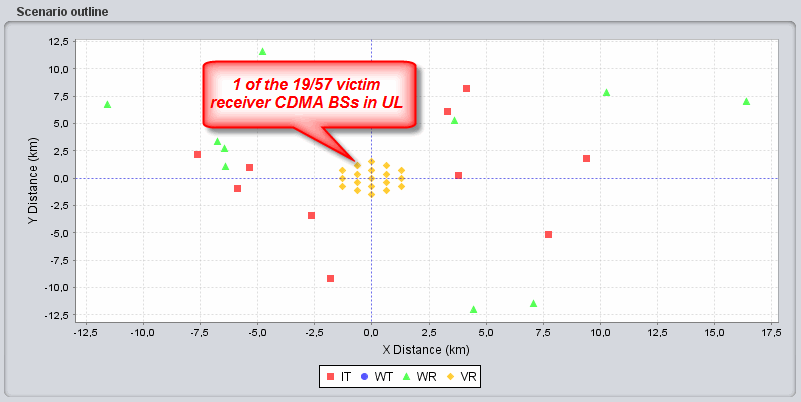 Scenario outline
12,5
10,0
7,5
5,0
2,5
0,0
-2,5
-5,0
-7,5
-10,0
-12,5
Y Distance (km)
1 of the 19/57 victim
receiver CDMA BSs in UL
-12,5 -10,0 -7,5 -5,0 -2,5 0,0 2,5 5,0 7,5 10,0 12,5 15,0 17,5
X Distance (km)
IT WT WR VR